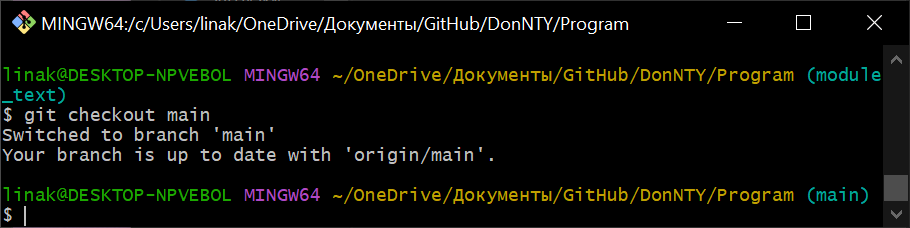 MINGW64:/c/Users/linak/OneDrive/Документы/GitHub/DonNTY/Program
linak@DESKTOP-NPVEBOL MINGW64 ~/OneDrive/Документы/GitHub/DonNTY/Program (module
_text)
$ git checkout main
Switched to branch 'main'
Your branch is up to date with 'origin/main'.
linak@DESKTOP-NPVEBOL MINGW64 ~/OneDrive/Документы/GitHub/DonNTY/Program (main)
$